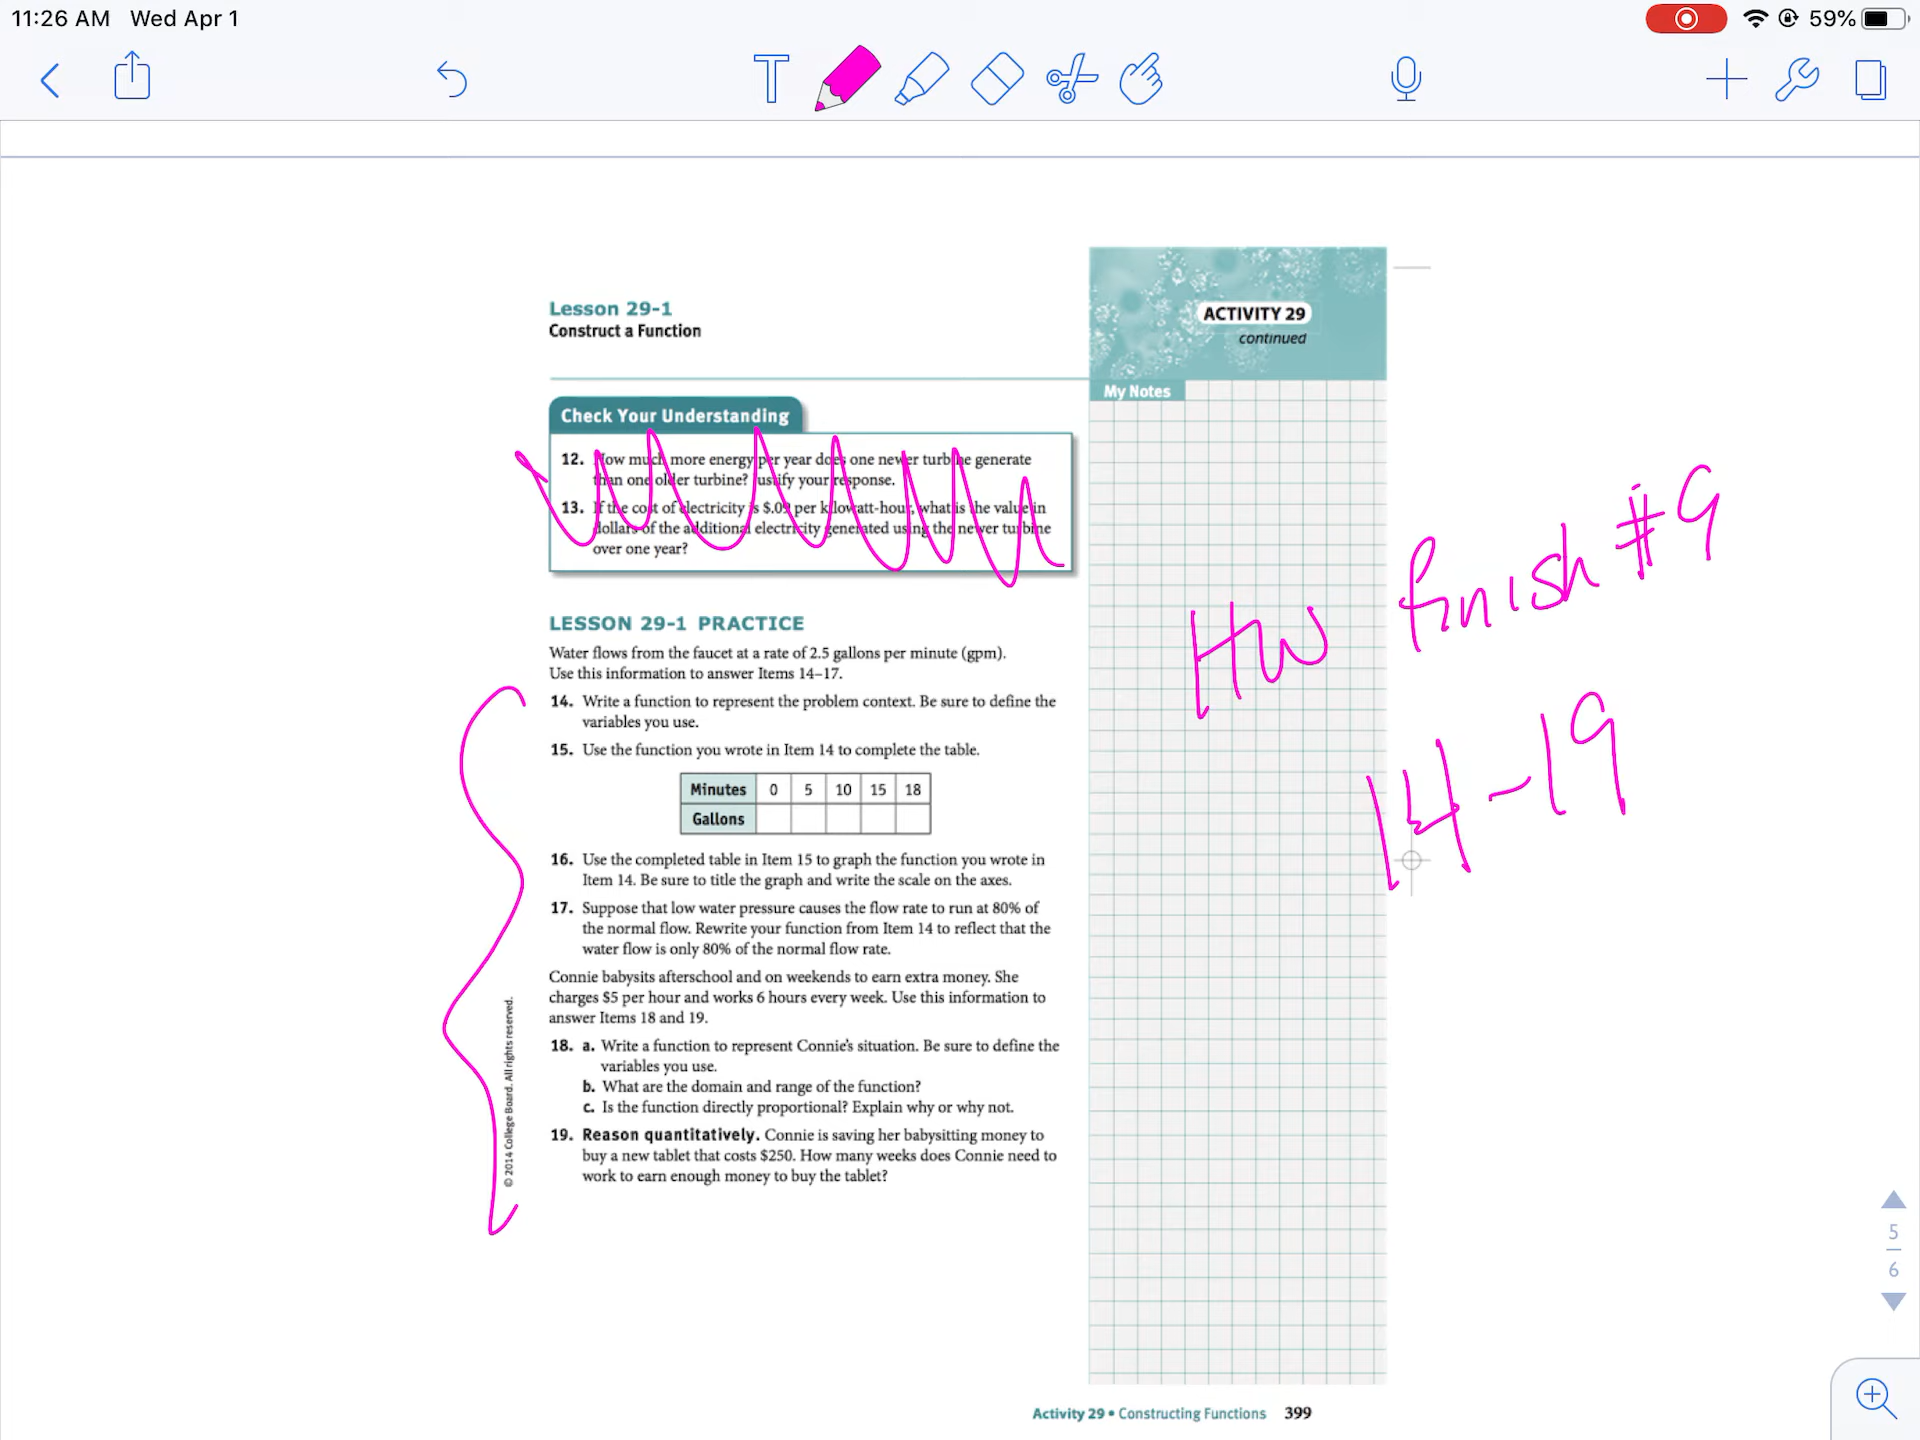 11:26 AM Wed Apr 1
59%
T
Lesson 29-1
Construct a Function
ACTIVITY 29
continued
My Notes
Check Your Understanding
12. How much more energy per year does one newer turbine generate
than one older turbine? Justify your response.
13. If the cost of electricity is $.09 per kilowatt-hour, what is the value in
dollars of the additional electricity generated using the newer turbine
over one year?
HW finish #9
14-19
LESSON 29-1 PRACTICE
Water flows from the faucet at a rate of 2.5 gallons per minute (gpm).
Use this information to answer Items 14–17.
14. Write a function to represent the problem context. Be sure to define the
variables you use.
15. Use the function you wrote in Item 14 to complete the table.
Minutes 0 5 10 15 18
Gallons
16. Use the completed table in Item 15 to graph the function you wrote in
Item 14. Be sure to title the graph and write the scale on the axes.
17. Suppose that low water pressure causes the flow rate to run at 80% of
the normal flow. Rewrite your function from Item 14 to reflect that the
water flow is only 80% of the normal flow rate.
Connie babysits afterschool and on weekends to earn extra money. She
charges $5 per hour and works 6 hours every week. Use this information to
answer Items 18 and 19.
18. a. Write a function to represent Connie's situation. Be sure to define the
variables you use.
b. What are the domain and range of the function?
c. Is the function directly proportional? Explain why or why not.
19. Reason quantitatively. Connie is saving her babysitting money to
buy a new tablet that costs $250. How many weeks does Connie need to
work to earn enough money to buy the tablet?
© 2014 College Board. All rights reserved.
5
6
Activity 29 • Constructing Functions 399